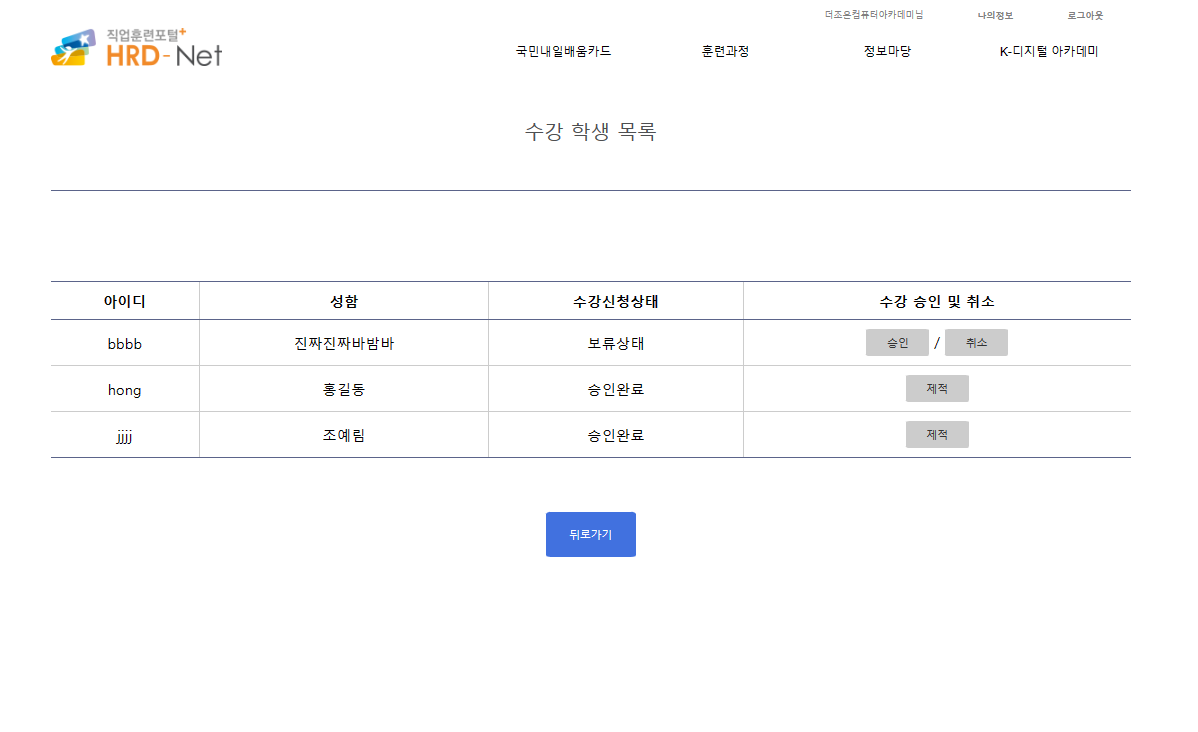 더조은컴퓨터아카데미님 나의정보 로그아웃
직업훈련포털+
HRD-Net
국민내일배움카드 훈련과정 정보마당 K-디지털 아카데미
수강 학생 목록
아이디 성함 수강신청상태 수강 승인 및 취소
bbbb 진짜진짜바밤바 보류상태 승인 / 취소
hong 홍길동 승인완료 제적
jjjj 조예림 승인완료 제적
뒤로가기